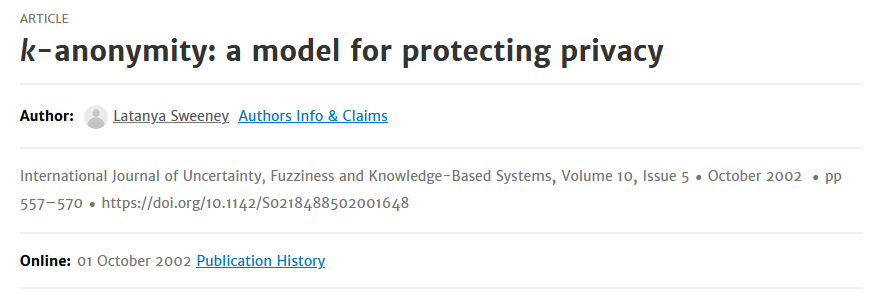 ARTICLE
k-anonymity: a model for protecting privacy
Author: Latanya Sweeney Authors Info & Claims
International Journal of Uncertainty, Fuzziness and Knowledge-Based Systems, Volume 10, Issue 5 • October 2002 • pp
557–570 • https://doi.org/10.1142/S0218488502001648
Online: 01 October 2002 Publication History